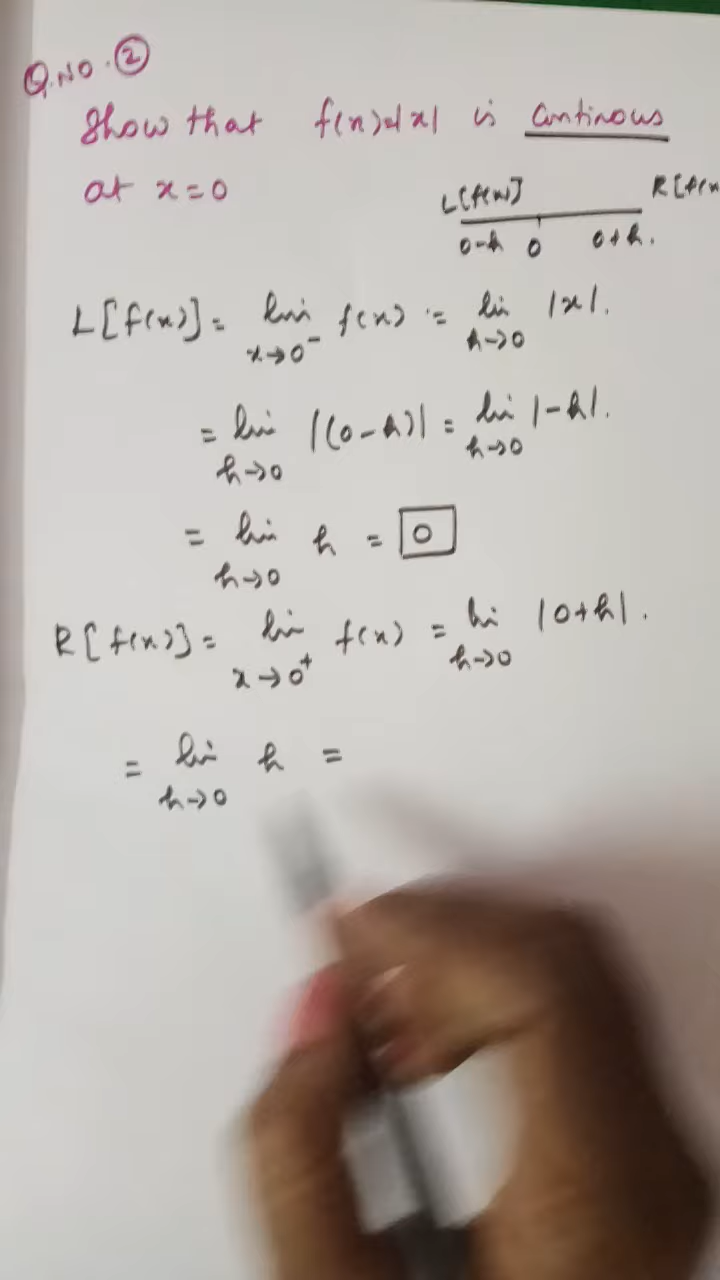 Q.NO. ②
Show that f(x)=|x| is continous
at x=0
L[f(x)] R[f(x
0-h 0 0+h.
L[f(x)] = lim x→0⁻ f(x) = lim h→0 |x|.
= lim h→0 |(0-h)| = lim h→0 |-h|.
= lim h→0 h = 0
R[f(x)] = lim x→0⁺ f(x) = lim h→0 |0+h|.
= lim h→0 h =